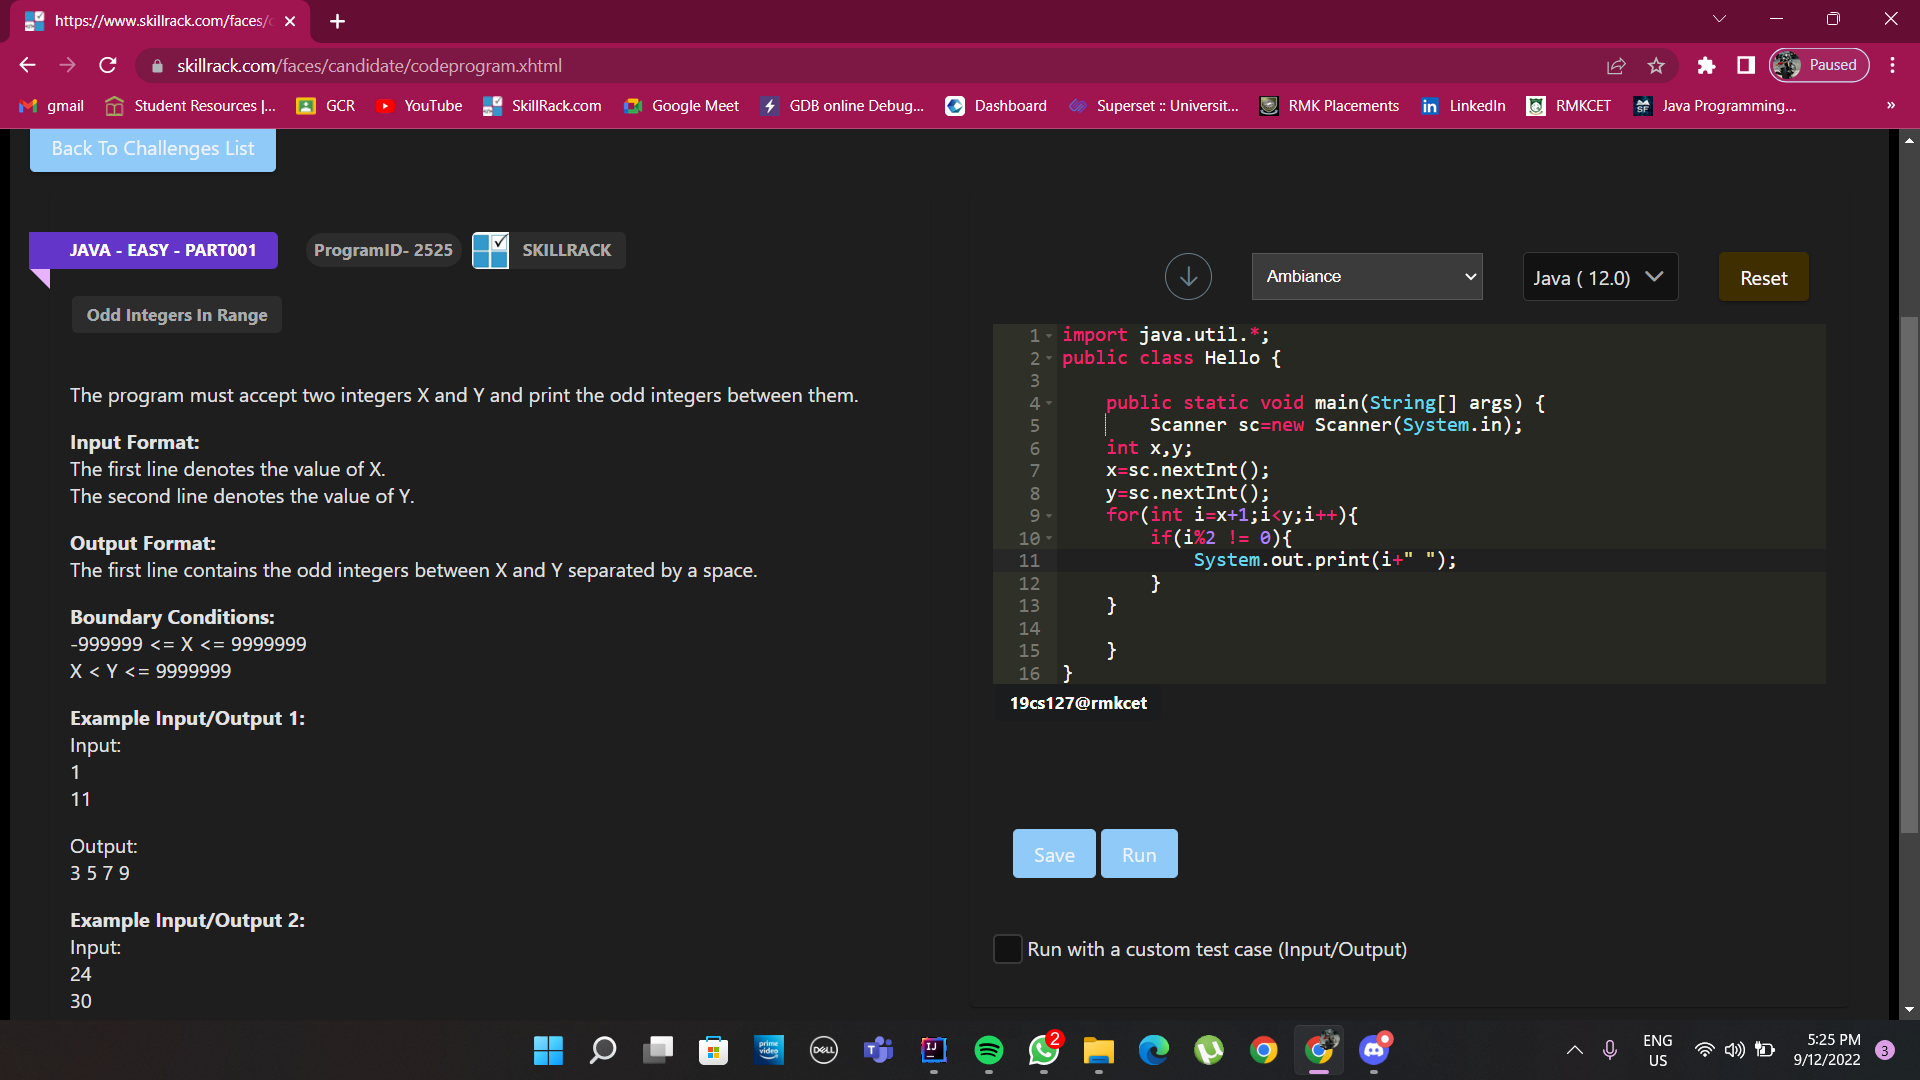 https://www.skillrack.com/faces/c
skillrack.com/faces/candidate/codeprogram.xhtml
Paused
gmail
Student Resources |...
GCR
YouTube
SkillRack.com
Google Meet
GDB online Debug...
Dashboard
Superset :: Universit...
RMK Placements
LinkedIn
RMKCET
Java Programming...
»
Back To Challenges List
JAVA - EASY - PART001
ProgramID- 2525
SKILLRACK
Odd Integers In Range
The program must accept two integers X and Y and print the odd integers between them.
Input Format:
The first line denotes the value of X.
The second line denotes the value of Y.
Output Format:
The first line contains the odd integers between X and Y separated by a space.
Boundary Conditions:
-999999 <= X <= 9999999
X < Y <= 9999999
Example Input/Output 1:
Input:
1
11
Output:
3 5 7 9
Example Input/Output 2:
Input:
24
30
Ambiance
Java ( 12.0)
Reset
1 import java.util.*;
2 public class Hello {
3
4     public static void main(String[] args) {
5         Scanner sc=new Scanner(System.in);
6     int x,y;
7     x=sc.nextInt();
8     y=sc.nextInt();
9     for(int i=x+1;i<y;i++){
10         if(i%2 != 0){
11             System.out.print(i+" ");
12         }
13     }
14
15     }
16 }
19cs127@rmkcet
Save
Run
Run with a custom test case (Input/Output)
prime video
DELL
IJ
2
ENG
US
5:25 PM
9/12/2022
3